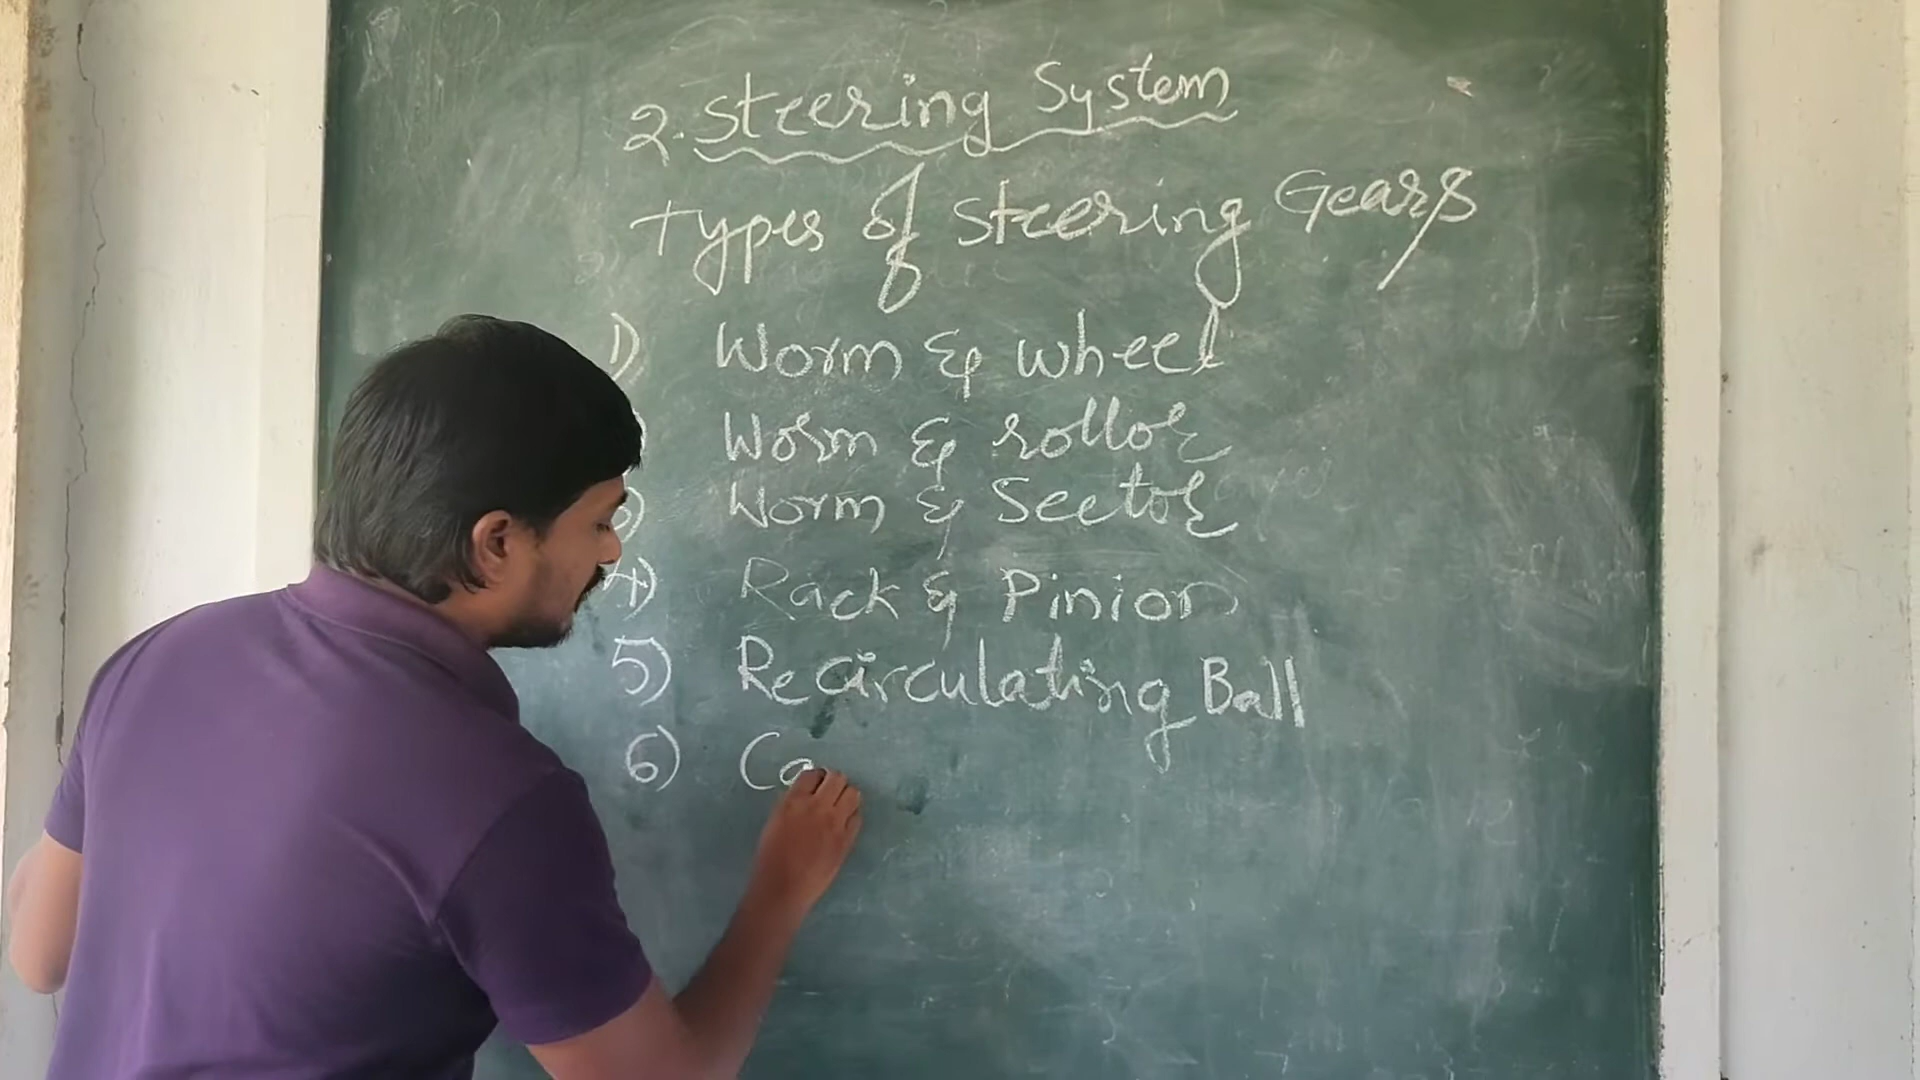 2. Steering System
Types of Steering Gears
1) Worm & wheel
) Worm & roller
3) Worm & Sector
4) Rack & Pinion
5) Recirculating Ball
6) Ca